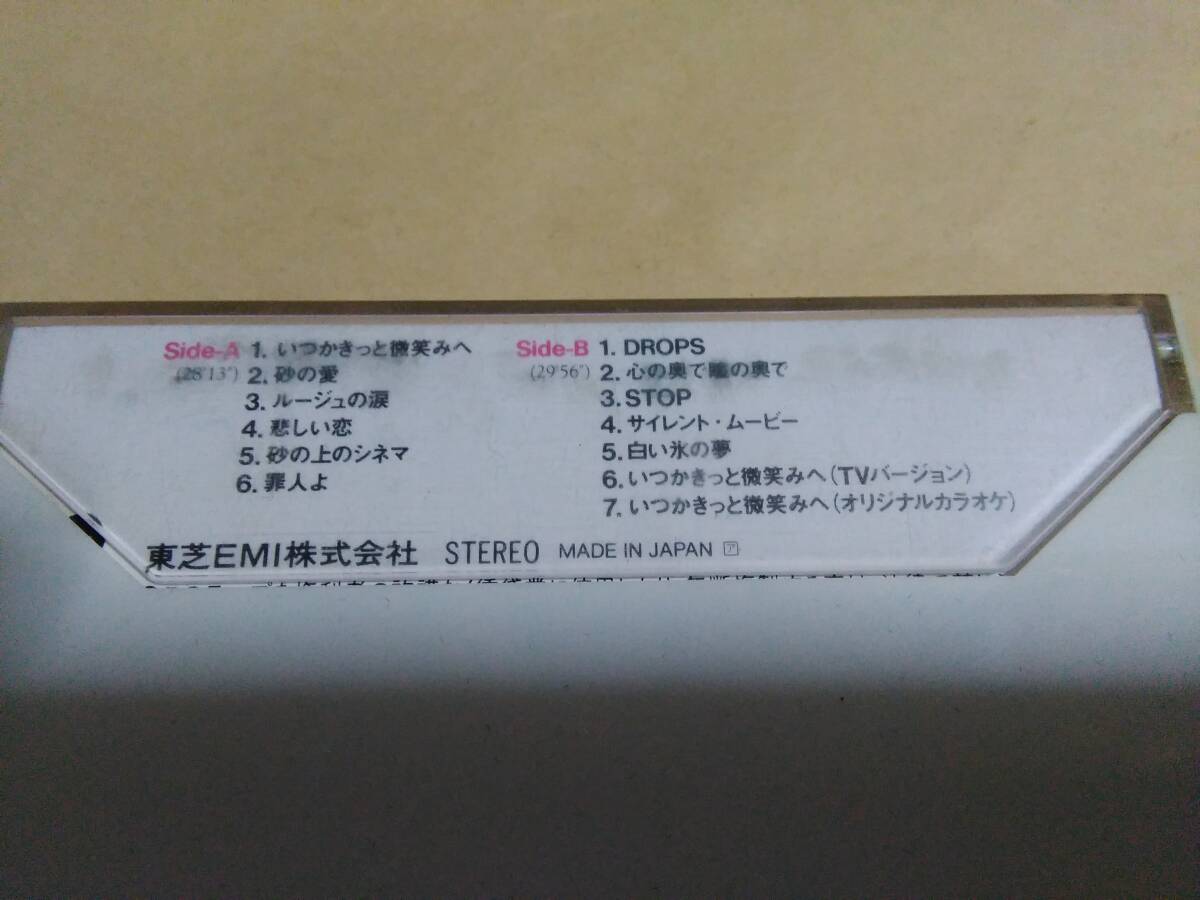 Side-A 1. いつかきっと微笑みへ
(28'13") 2. 砂の愛
3. ルージュの涙
4. 悲しい恋
5. 砂の上のシネマ
6. 罪人よ
Side-B 1. DROPS
(29'56") 2. 心の奥で瞳の奥で
3. STOP
4. サイレント・ムービー
5. 白い氷の夢
6. いつかきっと微笑みへ(TVバージョン)
7. いつかきっと微笑みへ(オリジナルカラオケ)
東芝EMI株式会社 STEREO MADE IN JAPAN ア